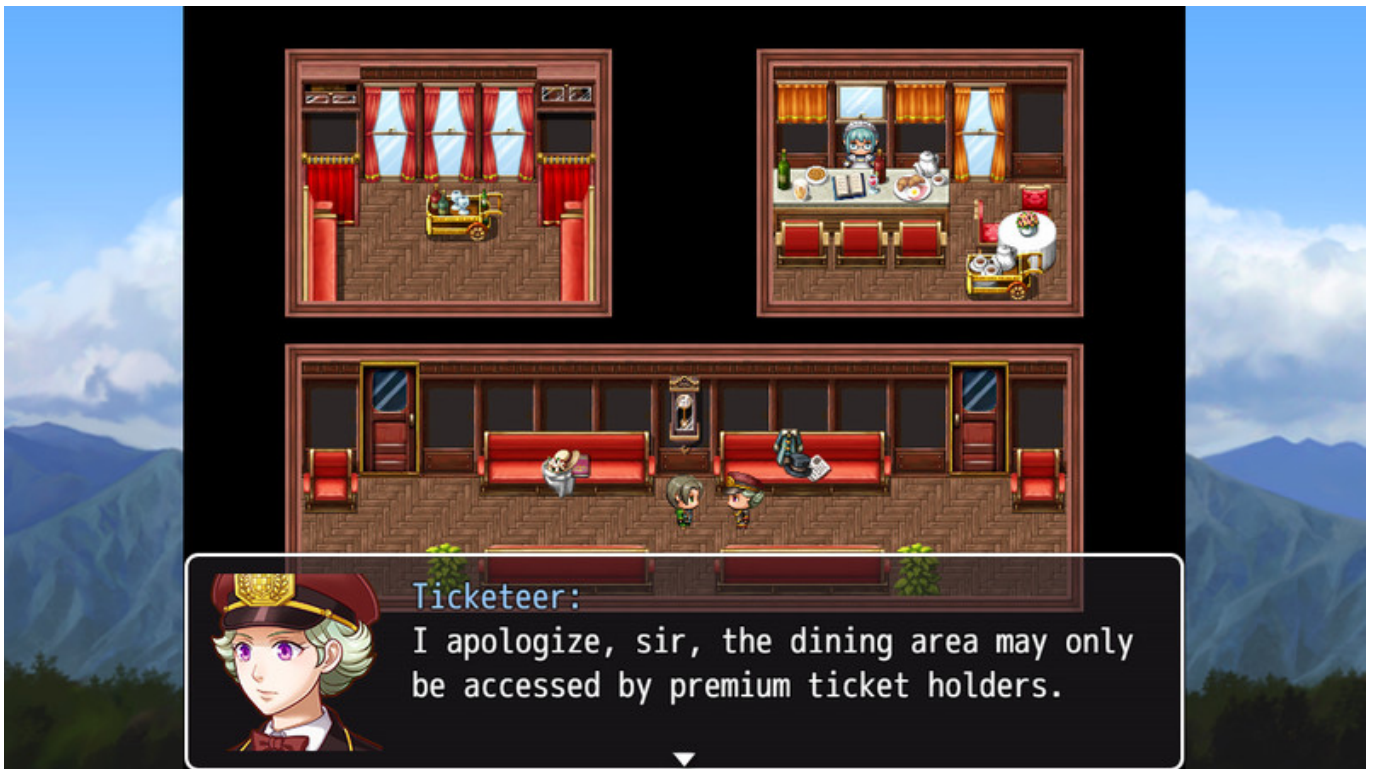 Ticketeer:
I apologize, sir, the dining area may only
be accessed by premium ticket holders.